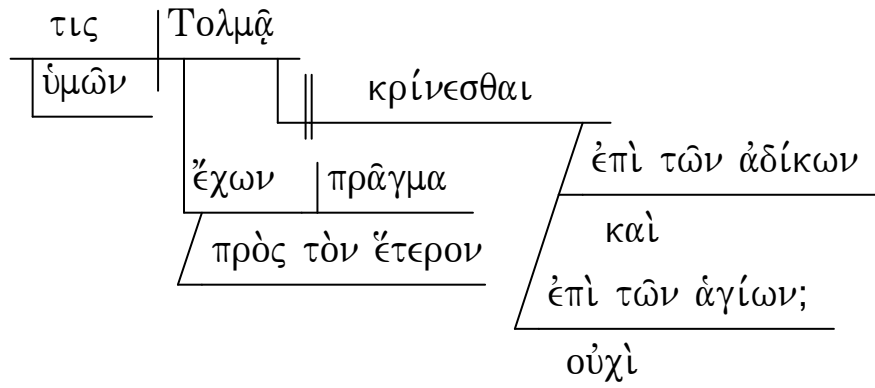 τις Τολμᾷ
ὑμῶν
κρίνεσθαι
ἔχων πρᾶγμα
ἐπὶ τῶν ἀδίκων
πρὸς τὸν ἕτερον
καὶ
ἐπὶ τῶν ἁγίων;
οὐχὶ